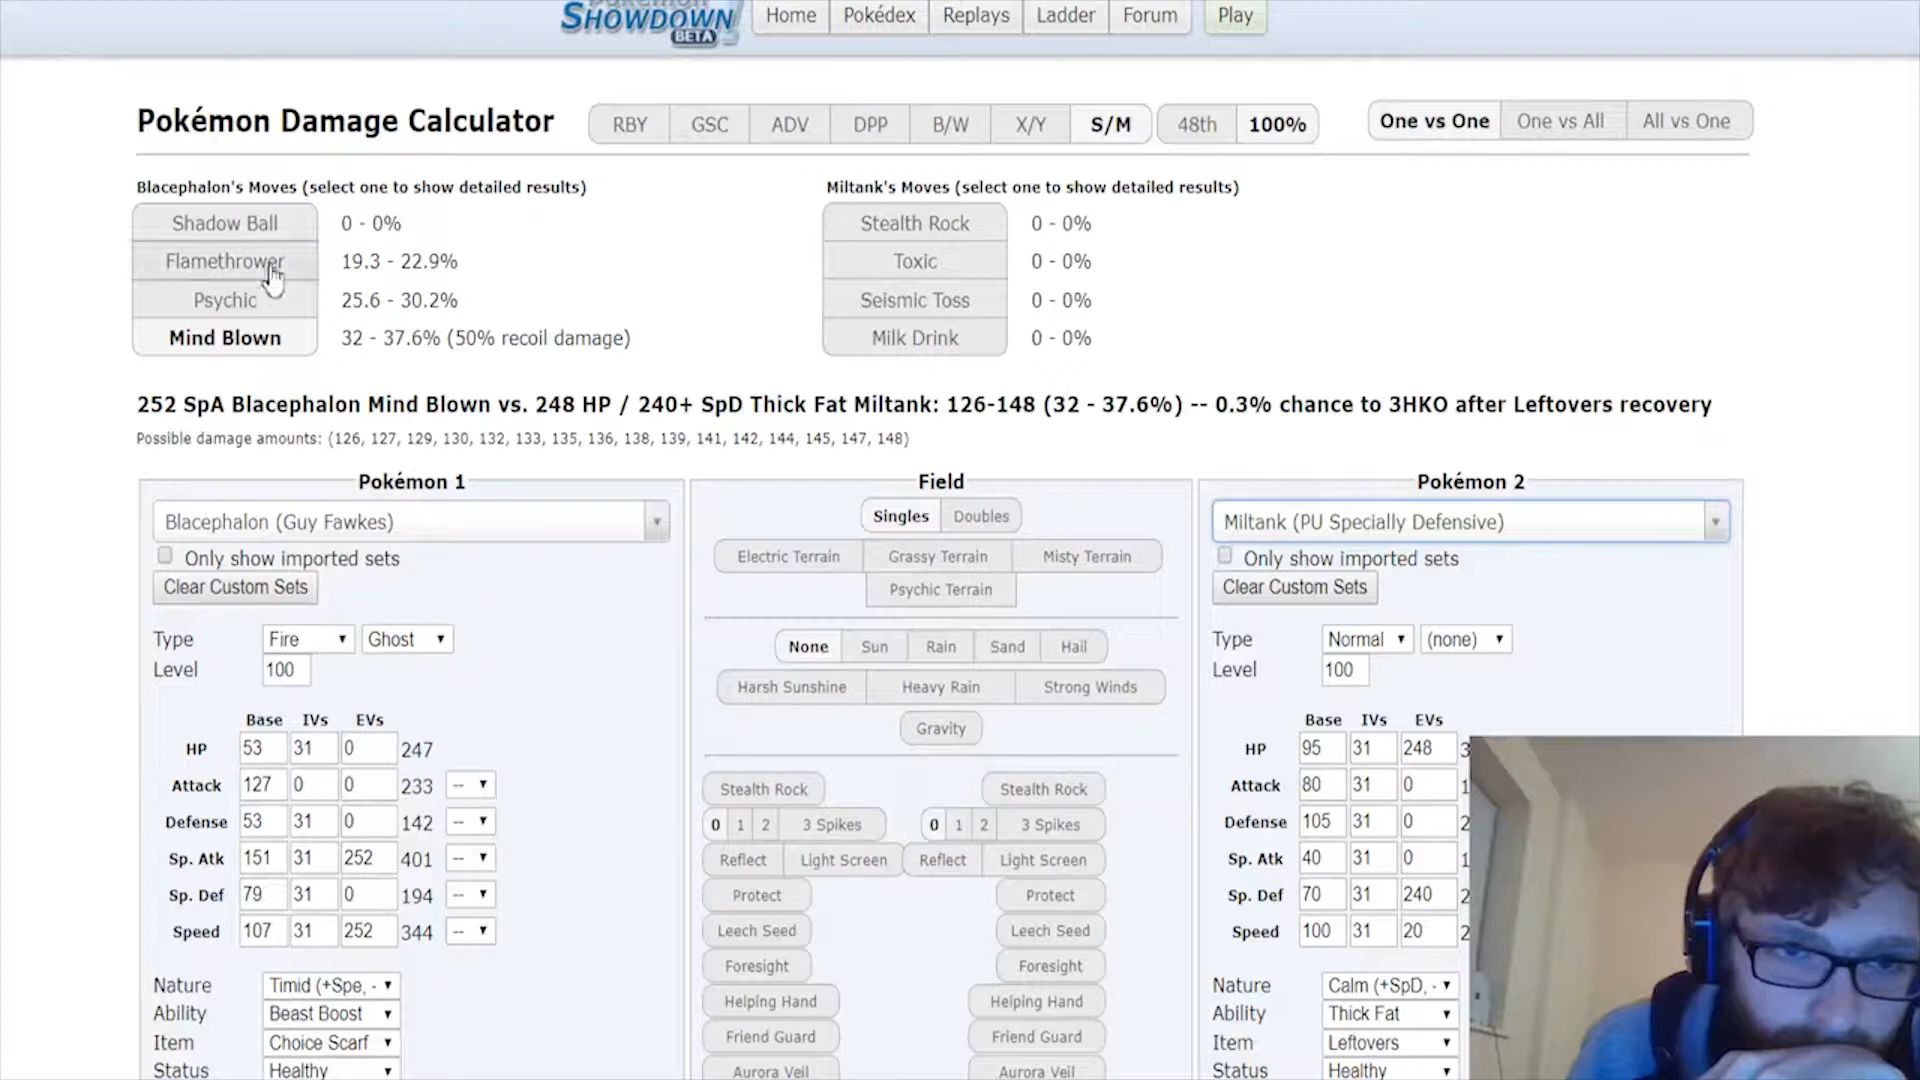 Pokémon
SHOWDOWN
BETA
Home Pokédex Replays Ladder Forum Play
Pokémon Damage Calculator RBY GSC ADV DPP B/W X/Y S/M 48th 100% One vs One One vs All All vs One
Blacephalon's Moves (select one to show detailed results) Miltank's Moves (select one to show detailed results)
Shadow Ball 0 - 0% Stealth Rock 0 - 0%
Flamethrower 19.3 - 22.9% Toxic 0 - 0%
Psychic 25.6 - 30.2% Seismic Toss 0 - 0%
Mind Blown 32 - 37.6% (50% recoil damage) Milk Drink 0 - 0%
252 SpA Blacephalon Mind Blown vs. 248 HP / 240+ SpD Thick Fat Miltank: 126-148 (32 - 37.6%) -- 0.3% chance to 3HKO after Leftovers recovery
Possible damage amounts: (126, 127, 129, 130, 132, 133, 135, 136, 138, 139, 141, 142, 144, 145, 147, 148)
Pokémon 1
Blacephalon (Guy Fawkes)
Only show imported sets
Clear Custom Sets
Type Fire Ghost
Level 100
Base IVs EVs
HP 53 31 0 247
Attack 127 0 0 233 --
Defense 53 31 0 142 --
Sp. Atk 151 31 252 401 --
Sp. Def 79 31 0 194 --
Speed 107 31 252 344 --
Nature Timid (+Spe, -
Ability Beast Boost
Item Choice Scarf
Status Healthy
Field
Singles Doubles
Electric Terrain Grassy Terrain Misty Terrain
Psychic Terrain
None Sun Rain Sand Hail
Harsh Sunshine Heavy Rain Strong Winds
Gravity
Stealth Rock Stealth Rock
0 1 2 3 Spikes 0 1 2 3 Spikes
Reflect Light Screen Reflect Light Screen
Protect Protect
Leech Seed Leech Seed
Foresight Foresight
Helping Hand Helping Hand
Friend Guard Friend Guard
Aurora Veil Aurora Veil
Pokémon 2
Miltank (PU Specially Defensive)
Only show imported sets
Clear Custom Sets
Type Normal (none)
Level 100
Base IVs EVs
HP 95 31 248 3
Attack 80 31 0 1
Defense 105 31 0 2
Sp. Atk 40 31 0 1
Sp. Def 70 31 240 2
Speed 100 31 20 2
Nature Calm (+SpD, -
Ability Thick Fat
Item Leftovers
Status Healthy